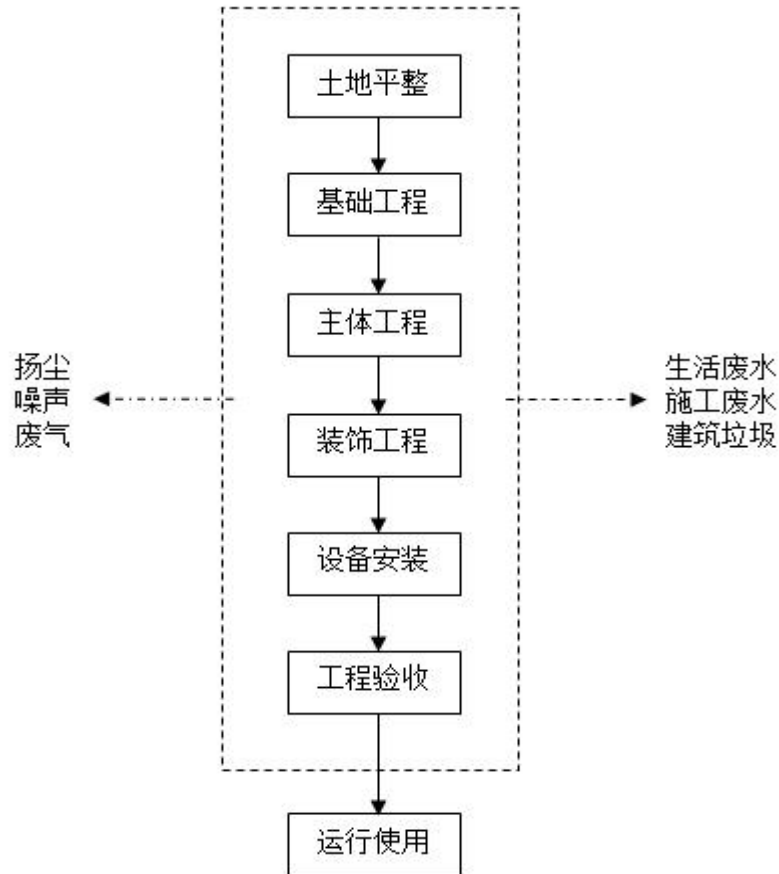 土地平整
基础工程
主体工程
扬尘
噪声
废气
生活废水
施工废水
建筑垃圾
装饰工程
设备安装
工程验收
运行使用